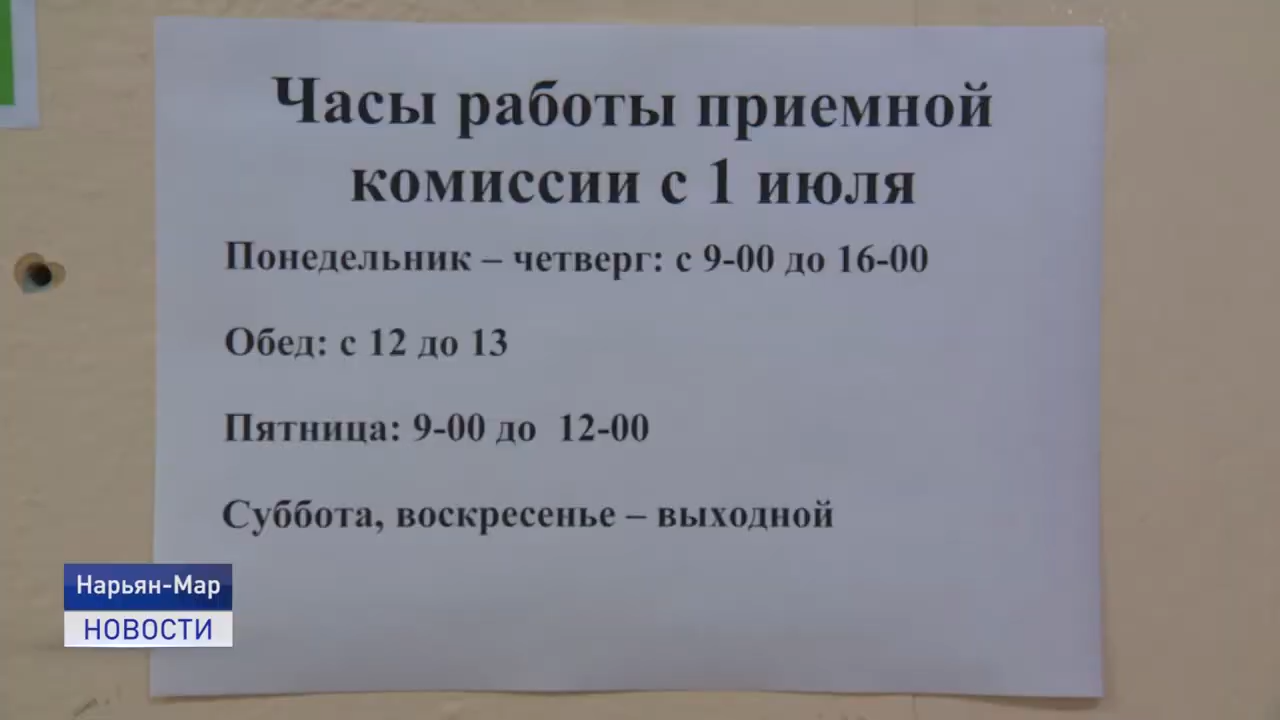 Часы работы приемной
комиссии с 1 июля
Понедельник – четверг: с 9-00 до 16-00
Обед: с 12 до 13
Пятница: 9-00 до  12-00
Суббота, воскресенье – выходной
Нарьян-Мар
НОВОСТИ